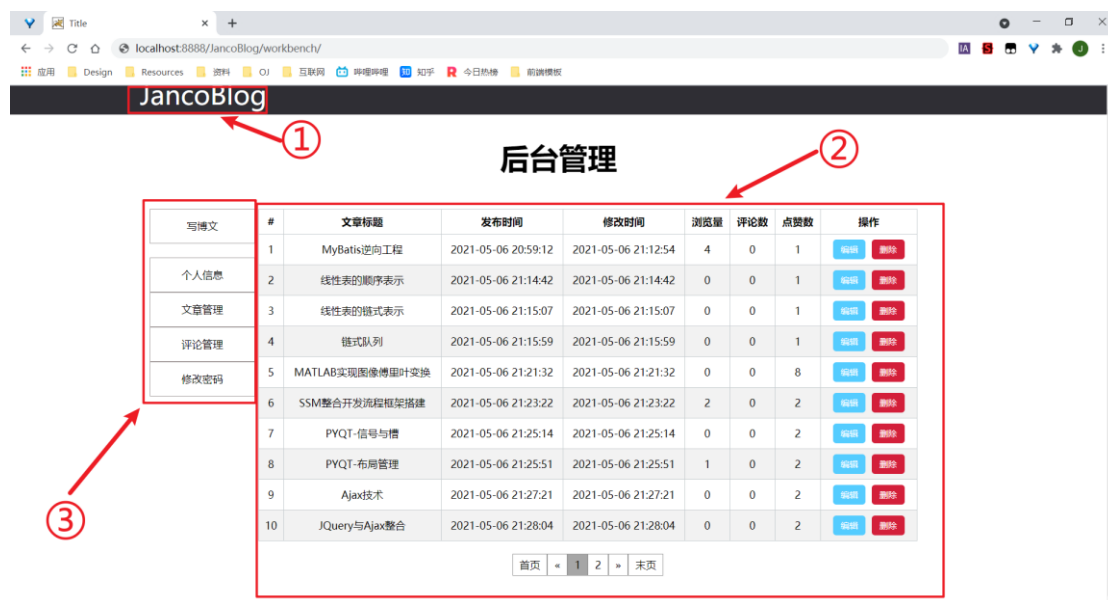 Title
localhost:8888/JancoBlog/workbench/
应用 Design Resources 资料 OJ 互联网 哔哩哔哩 知乎 今日热榜 前端模板
JancoBlog
①
②
后台管理
写博文
个人信息
文章管理
评论管理
修改密码
③
# 文章标题 发布时间 修改时间 浏览量 评论数 点赞数 操作
1 MyBatis逆向工程 2021-05-06 20:59:12 2021-05-06 21:12:54 4 0 1 编辑 删除
2 线性表的顺序表示 2021-05-06 21:14:42 2021-05-06 21:14:42 0 0 1 编辑 删除
3 线性表的链式表示 2021-05-06 21:15:07 2021-05-06 21:15:07 0 0 1 编辑 删除
4 链式队列 2021-05-06 21:15:59 2021-05-06 21:15:59 0 0 1 编辑 删除
5 MATLAB实现图像傅里叶变换 2021-05-06 21:21:32 2021-05-06 21:21:32 0 0 8 编辑 删除
6 SSM整合开发流程框架搭建 2021-05-06 21:23:22 2021-05-06 21:23:22 2 0 2 编辑 删除
7 PYQT-信号与槽 2021-05-06 21:25:14 2021-05-06 21:25:14 0 0 2 编辑 删除
8 PYQT-布局管理 2021-05-06 21:25:51 2021-05-06 21:25:51 1 0 2 编辑 删除
9 Ajax技术 2021-05-06 21:27:21 2021-05-06 21:27:21 0 0 2 编辑 删除
10 JQuery与Ajax整合 2021-05-06 21:28:04 2021-05-06 21:28:04 0 0 2 编辑 删除
首页 « 1 2 » 末页